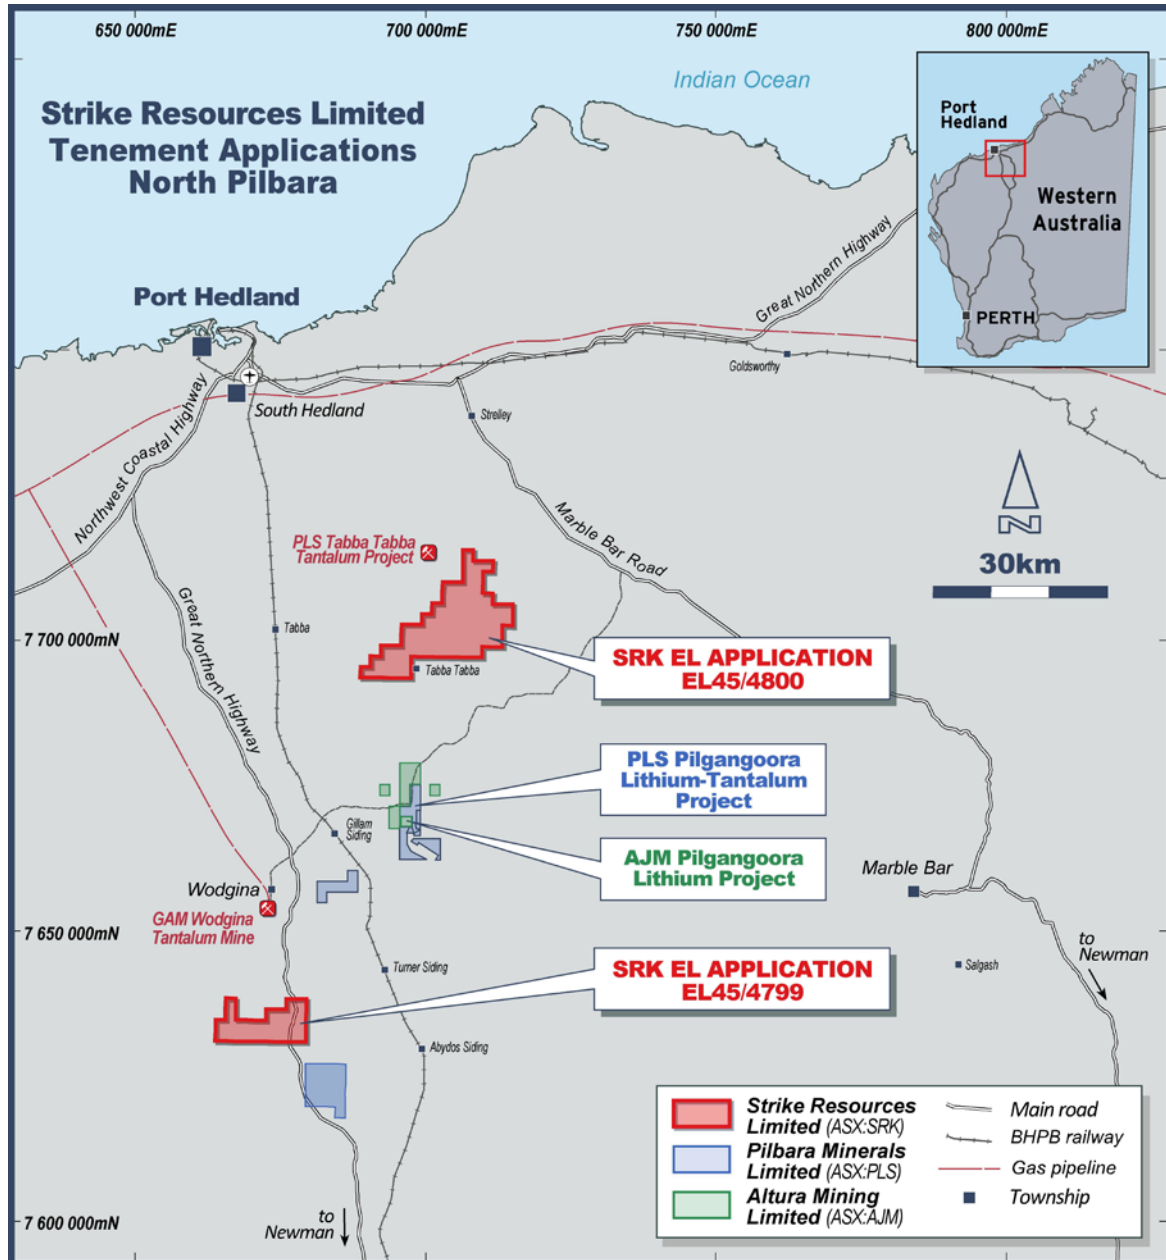 650 000mE
700 000mE
750 000mE
800 000mE
Indian Ocean
Strike Resources Limited
Tenement Applications
North Pilbara
Port
Hedland
Western
Australia
PERTH
Port Hedland
Great Northern Highway
Goldsworthy
South Hedland
Strelley
Northwest Coastal Highway
Marble Bar Road
PLS Tabba Tabba
Tantalum Project
30km
N
Great Northern Highway
Tabba
7 700 000mN
Tabba Tabba
SRK EL APPLICATION
EL45/4800
PLS Pilgangoora
Lithium-Tantalum
Project
Gillam
Siding
AJM Pilgangoora
Lithium Project
Marble Bar
Wodgina
GAM Wodgina
Tantalum Mine
7 650 000mN
to
Newman
Turner Siding
SRK EL APPLICATION
EL45/4799
Salgash
Abydos Siding
Strike Resources
Limited (ASX:SRK)
Pilbara Minerals
Limited (ASX:PLS)
Altura Mining
Limited (ASX:AJM)
Main road
BHPB railway
Gas pipeline
Township
7 600 000mN
to
Newman